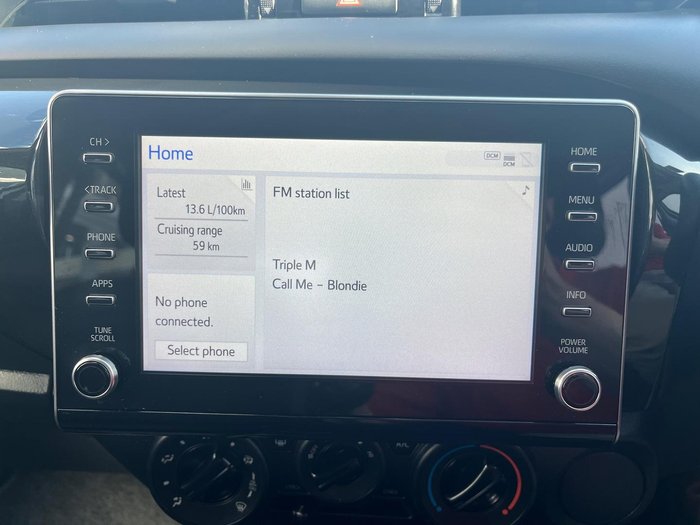 CH >
<TRACK
PHONE
APPS
TUNE
SCROLL
Home
DCM
DCM
Latest
13.6 L/100km
Cruising range
59 km
No phone
connected.
Select phone
FM station list
Triple M
Call Me – Blondie
HOME
MENU
AUDIO
INFO
POWER
VOLUME
A/C